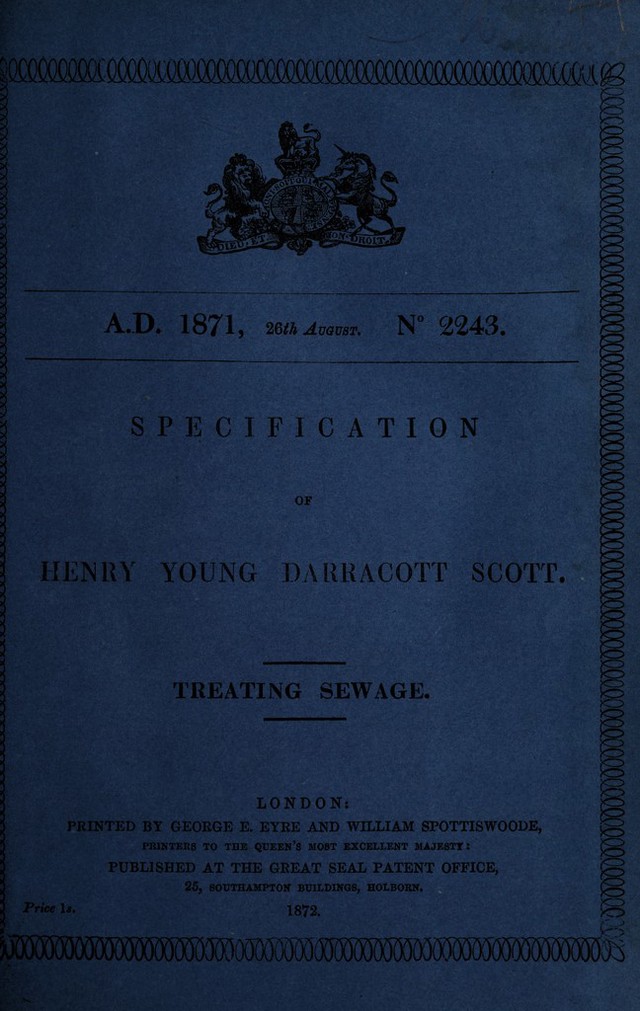 DIEU ET MON DROIT.
A.D. 1871, 26th AUGUST. Nº 2243.
SPECIFICATION
OF
HENRY YOUNG DARRACOTT SCOTT.
TREATING SEWAGE.
LONDON:
PRINTED BY GEORGE E. EYRE AND WILLIAM SPOTTISWOODE,
PRINTERS TO THE QUEEN'S MOST EXCELLENT MAJESTY:
PUBLISHED AT THE GREAT SEAL PATENT OFFICE,
25, SOUTHAMPTON BUILDINGS, HOLBORN.
Price 1s.
1872.